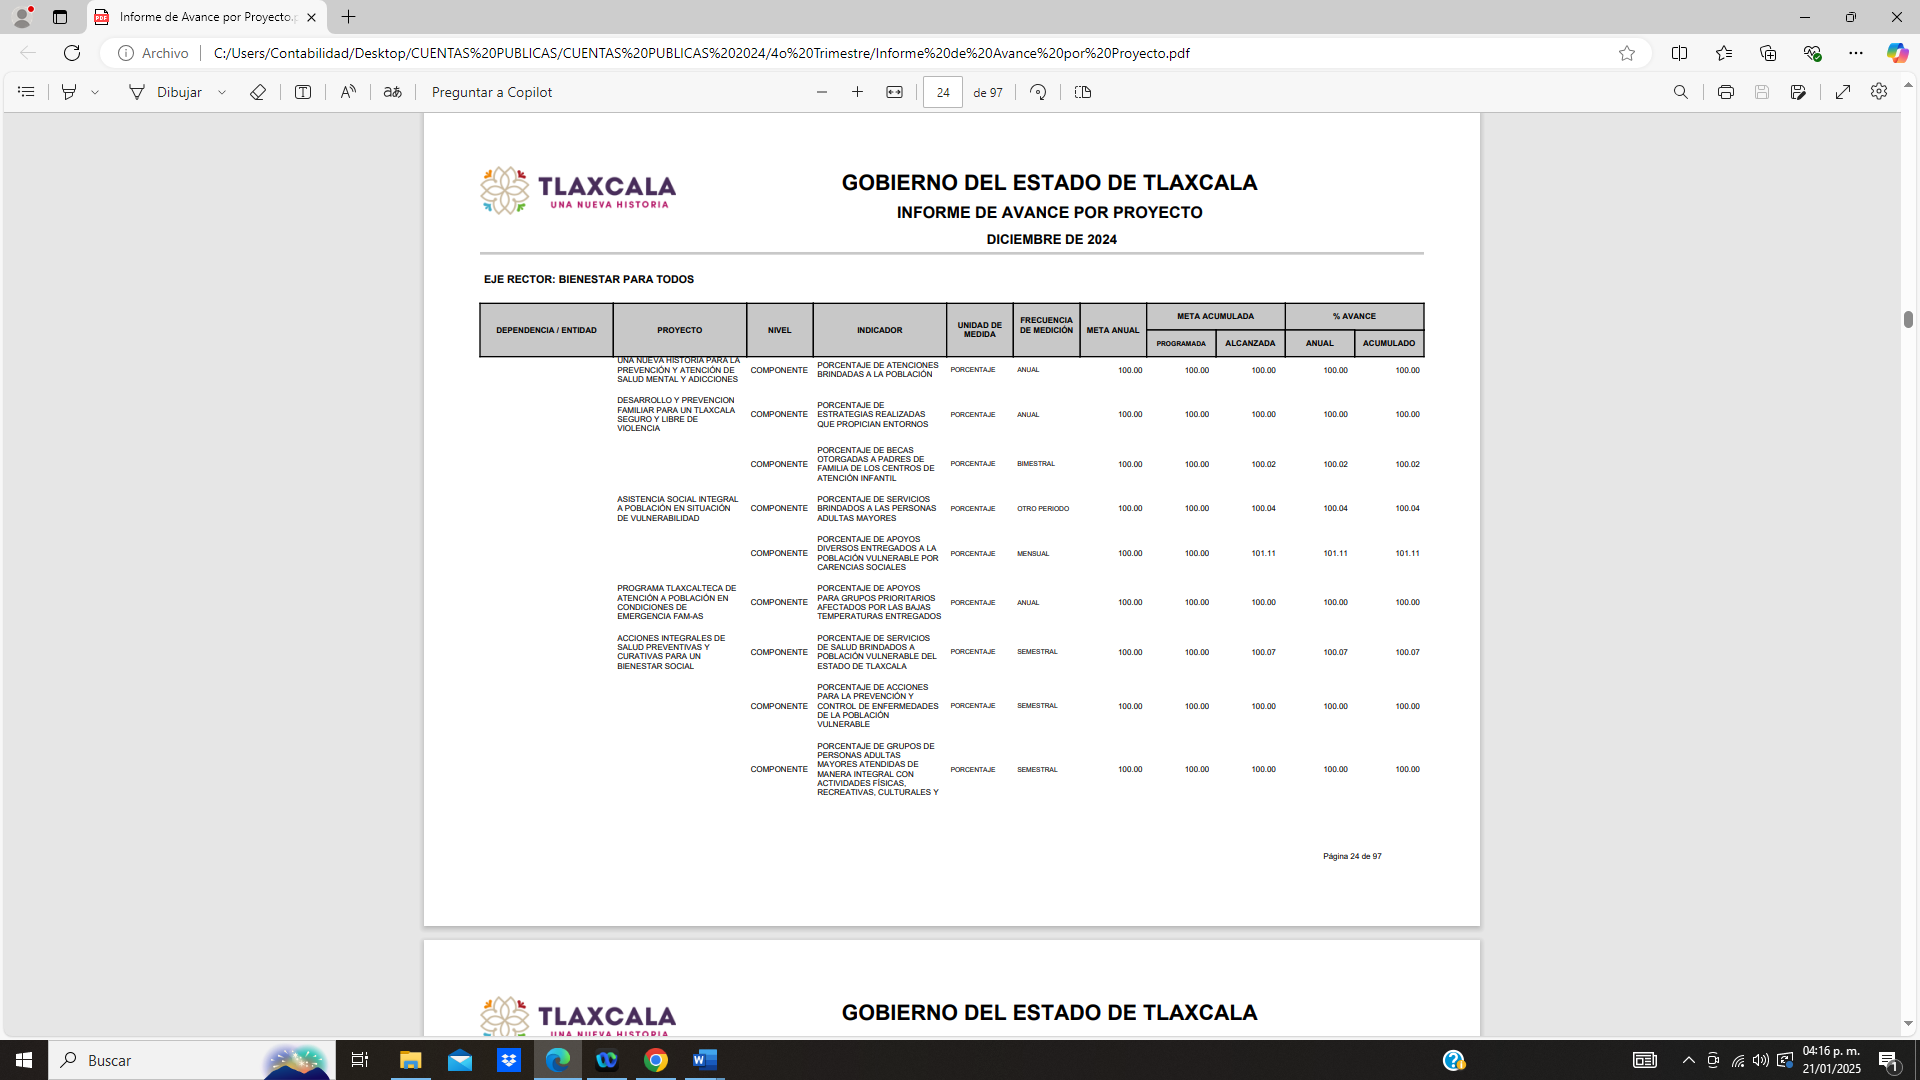 Informe de Avance por Proyecto.p
Archivo
C:/Users/Contabilidad/Desktop/CUENTAS%20PUBLICAS/CUENTAS%20PUBLICAS%202024/4o%20Trimestre/Informe%20de%20Avance%20por%20Proyecto.pdf
Dibujar
Preguntar a Copilot
24 de 97
TLAXCALA
UNA NUEVA HISTORIA
GOBIERNO DEL ESTADO DE TLAXCALA
INFORME DE AVANCE POR PROYECTO
DICIEMBRE DE 2024
EJE RECTOR: BIENESTAR PARA TODOS
DEPENDENCIA / ENTIDAD
PROYECTO
NIVEL
INDICADOR
UNIDAD DE
MEDIDA
FRECUENCIA
DE MEDICIÓN
META ANUAL
META ACUMULADA
PROGRAMADA
ALCANZADA
% AVANCE
ANUAL
ACUMULADO
UNA NUEVA HISTORIA PARA LA
PREVENCIÓN Y ATENCIÓN DE
SALUD MENTAL Y ADICCIONES
COMPONENTE
PORCENTAJE DE ATENCIONES
BRINDADAS A LA POBLACIÓN
PORCENTAJE
ANUAL
100.00 100.00 100.00 100.00 100.00
DESARROLLO Y PREVENCION
FAMILIAR PARA UN TLAXCALA
SEGURO Y LIBRE DE
VIOLENCIA
COMPONENTE
PORCENTAJE DE
ESTRATEGIAS REALIZADAS
QUE PROPICIAN ENTORNOS
PORCENTAJE
ANUAL
100.00 100.00 100.00 100.00 100.00
COMPONENTE
PORCENTAJE DE BECAS
OTORGADAS A PADRES DE
FAMILIA DE LOS CENTROS DE
ATENCIÓN INFANTIL
PORCENTAJE
BIMESTRAL
100.00 100.00 100.02 100.02 100.02
ASISTENCIA SOCIAL INTEGRAL
A POBLACIÓN EN SITUACIÓN
DE VULNERABILIDAD
COMPONENTE
PORCENTAJE DE SERVICIOS
BRINDADOS A LAS PERSONAS
ADULTAS MAYORES
PORCENTAJE
OTRO PERIODO
100.00 100.00 100.04 100.04 100.04
COMPONENTE
PORCENTAJE DE APOYOS
DIVERSOS ENTREGADOS A LA
POBLACIÓN VULNERABLE POR
CARENCIAS SOCIALES
PORCENTAJE
MENSUAL
100.00 100.00 101.11 101.11 101.11
PROGRAMA TLAXCALTECA DE
ATENCIÓN A POBLACIÓN EN
CONDICIONES DE
EMERGENCIA FAM-AS
COMPONENTE
PORCENTAJE DE APOYOS
PARA GRUPOS PRIORITARIOS
AFECTADOS POR LAS BAJAS
TEMPERATURAS ENTREGADOS
PORCENTAJE
ANUAL
100.00 100.00 100.00 100.00 100.00
ACCIONES INTEGRALES DE
SALUD PREVENTIVAS Y
CURATIVAS PARA UN
BIENESTAR SOCIAL
COMPONENTE
PORCENTAJE DE SERVICIOS
DE SALUD BRINDADOS A
POBLACIÓN VULNERABLE DEL
ESTADO DE TLAXCALA
PORCENTAJE
SEMESTRAL
100.00 100.00 100.07 100.07 100.07
COMPONENTE
PORCENTAJE DE ACCIONES
PARA LA PREVENCIÓN Y
CONTROL DE ENFERMEDADES
DE LA POBLACIÓN
VULNERABLE
PORCENTAJE
SEMESTRAL
100.00 100.00 100.00 100.00 100.00
COMPONENTE
PORCENTAJE DE GRUPOS DE
PERSONAS ADULTAS
MAYORES ATENDIDAS DE
MANERA INTEGRAL CON
ACTIVIDADES FÍSICAS,
RECREATIVAS, CULTURALES Y
PORCENTAJE
SEMESTRAL
100.00 100.00 100.00 100.00 100.00
Página 24 de 97
TLAXCALA
UNA NUEVA HISTORIA
GOBIERNO DEL ESTADO DE TLAXCALA
Buscar
04:16 p. m.
21/01/2025
1